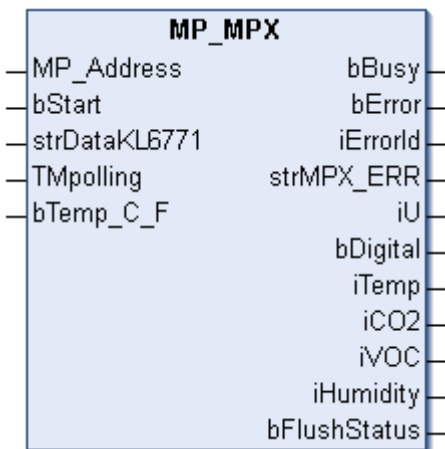 MP_MPX
MP_Address bBusy
bStart bError
strDataKL6771 iErrorId
TMpolling strMPX_ERR
bTemp_C_F iU
bDigital
iTemp
iCO2
iVOC
iHumidity
bFlushStatus